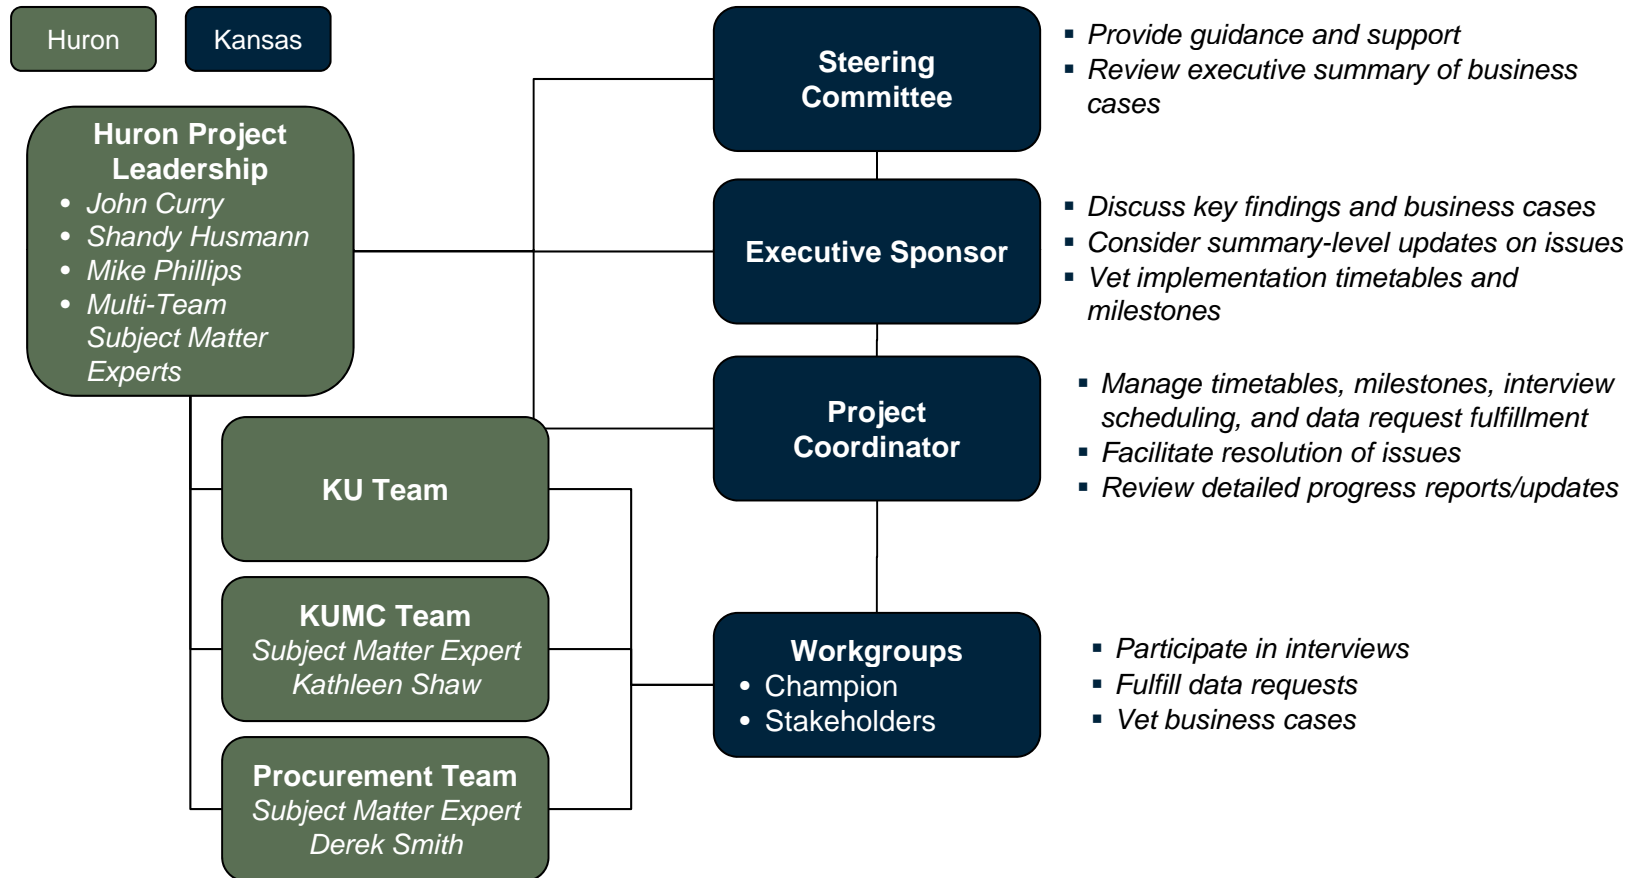 Huron
Kansas
Huron Project
Leadership
• John Curry
• Shandy Husmann
• Mike Phillips
• Multi-Team
Subject Matter
Experts
KU Team
KUMC Team
Subject Matter Expert
Kathleen Shaw
Procurement Team
Subject Matter Expert
Derek Smith
Steering
Committee
▪ Provide guidance and support
▪ Review executive summary of business
cases
Executive Sponsor
▪ Discuss key findings and business cases
▪ Consider summary-level updates on issues
▪ Vet implementation timetables and
milestones
Project
Coordinator
▪ Manage timetables, milestones, interview
scheduling, and data request fulfillment
▪ Facilitate resolution of issues
▪ Review detailed progress reports/updates
Workgroups
• Champion
• Stakeholders
▪ Participate in interviews
▪ Fulfill data requests
▪ Vet business cases